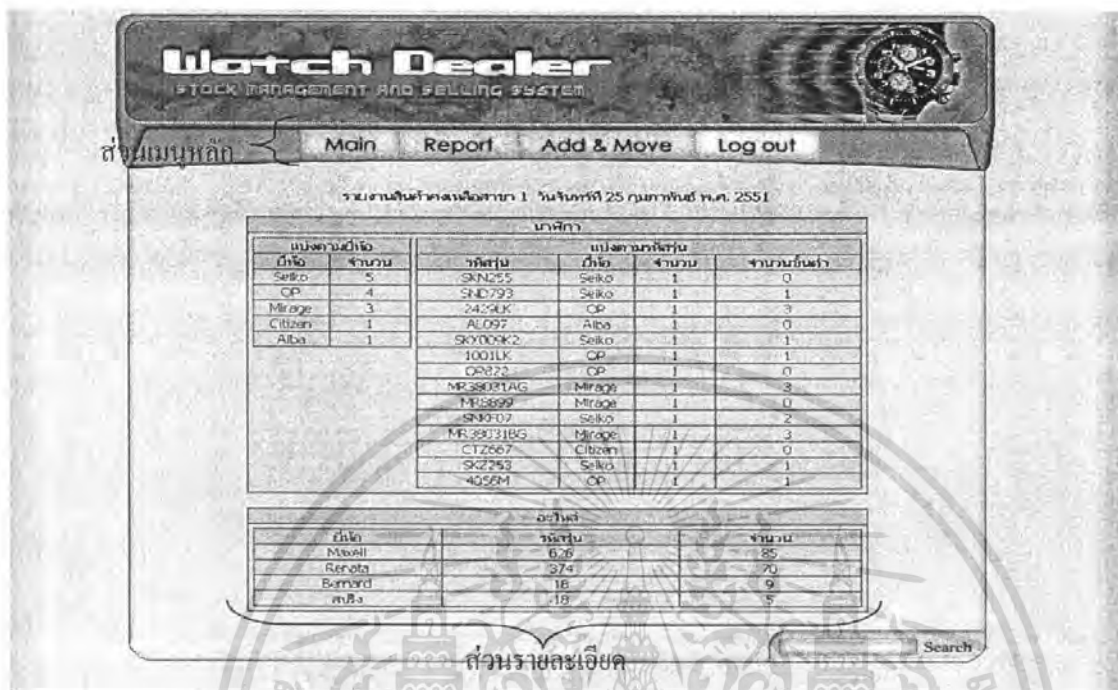 Watch Dealer
STOCK MANAGEMENT AND SELLING SYSTEM
ส่วนเมนูหลัก
Main Report Add & Move Log out
รายงานสินค้าคงเหลือสาขา 1 วันจันทร์ที่ 25 กุมภาพันธ์ พ.ศ. 2551
นาฬิกา
แบ่งตามยี่ห้อ แบ่งตามรหัสรุ่น
ยี่ห้อ จำนวน รหัสรุ่น ยี่ห้อ จำนวน จำนวนขั้นต่ำ
Seiko 5 SKN255 Seiko 1 0
OP 4 SND793 Seiko 1 1
Mirage 3 2429LK OP 1 3
Citizen 1 AL097 Alba 1 0
Alba 1 SKY009K2 Seiko 1 1
1001LK OP 1 1
OP822 OP 1 0
MR38031AG Mirage 1 3
MR8899 Mirage 1 0
SNKF07 Seiko 1 2
MR38031BG Mirage 1 3
CTZ667 Citizen 1 0
SKZ253 Seiko 1 1
4056M OP 1 1
อะไหล่
ยี่ห้อ รหัสรุ่น จำนวน
Maxell 626 85
Renata 374 70
Bernard 18 9
สปริง 18 5
ส่วนรายละเอียด
Search